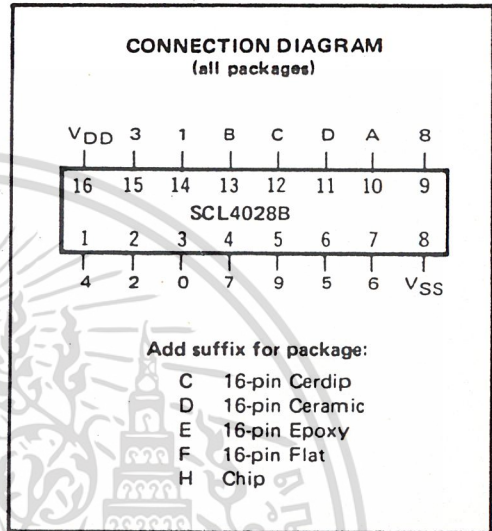 CONNECTION DIAGRAM
(all packages)
VDD 3 1 B C D A 8
16 15 14 13 12 11 10 9
SCL4028B
1 2 3 4 5 6 7 8
4 2 0 7 9 5 6 VSS
Add suffix for package:
C 16-pin Cerdip
D 16-pin Ceramic
E 16-pin Epoxy
F 16-pin Flat
H Chip